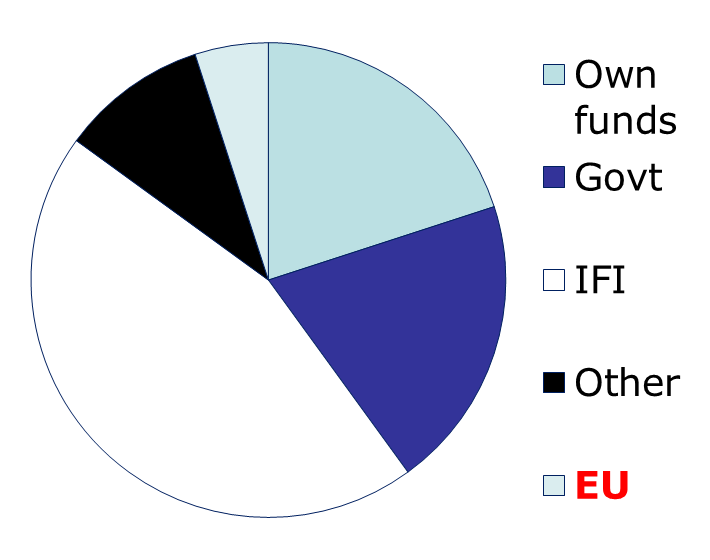 Own
funds
Govt
IFI
Other
EU